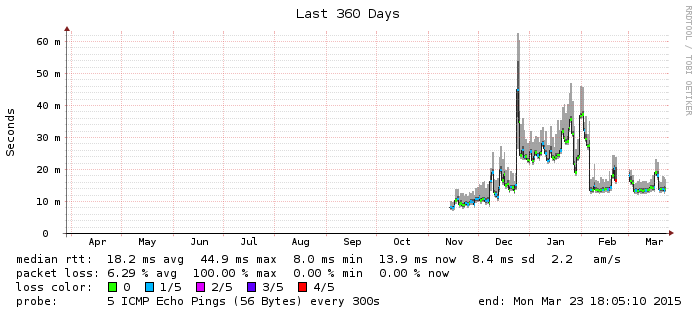 Last 360 Days
RRDTOOL / TOBI OETIKER
Seconds
60 m
50 m
40 m
30 m
20 m
10 m
0
Apr May Jun Jul Aug Sep Oct Nov Dec Jan Feb Mar
median rtt: 18.2 ms avg 44.9 ms max 8.0 ms min 13.9 ms now 8.4 ms sd 2.2 am/s
packet loss: 6.29 % avg 100.00 % max 0.00 % min 0.00 % now
loss color: 0 1/5 2/5 3/5 4/5
probe: 5 ICMP Echo Pings (56 Bytes) every 300s end: Mon Mar 23 18:05:10 2015